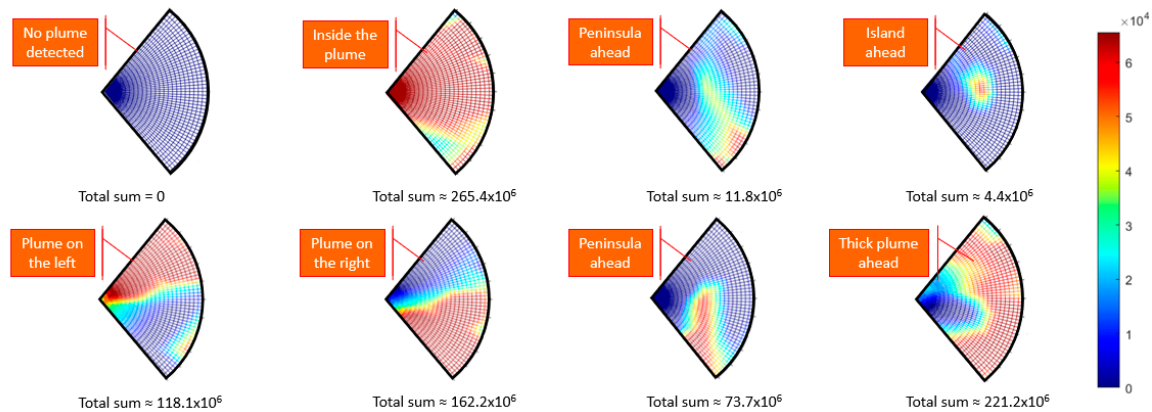 No plume
detected
Inside the
plume
Peninsula
ahead
Island
ahead
×10⁴
6
5
4
3
2
1
0
Total sum = 0
Total sum ≈ 265.4x10⁶
Total sum ≈ 11.8x10⁶
Total sum ≈ 4.4x10⁶
Plume on
the left
Plume on
the right
Peninsula
ahead
Thick plume
ahead
Total sum ≈ 118.1x10⁶
Total sum ≈ 162.2x10⁶
Total sum ≈ 73.7x10⁶
Total sum ≈ 221.2x10⁶